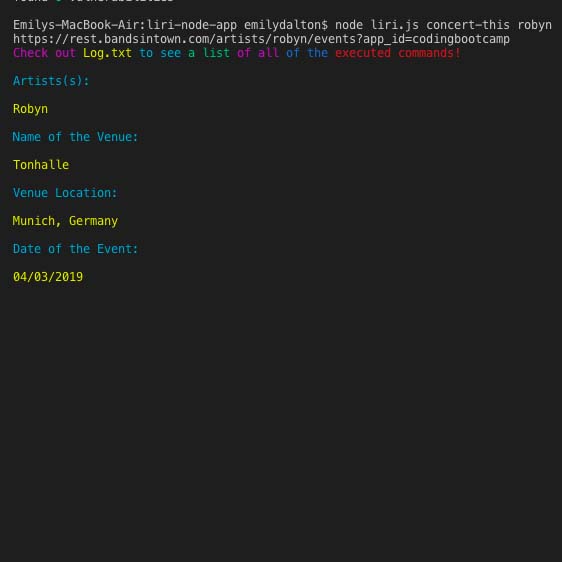 Emilys-MacBook-Air:liri-node-app emilydalton$ node liri.js concert-this robyn
https://rest.bandsintown.com/artists/robyn/events?app_id=codingbootcamp
Check out Log.txt to see a list of all of the executed commands!
Artists(s):
Robyn
Name of the Venue:
Tonhalle
Venue Location:
Munich, Germany
Date of the Event:
04/03/2019